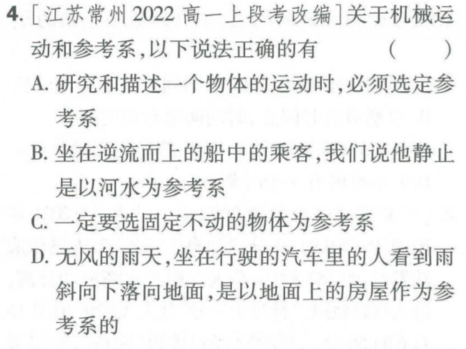 4. [江苏常州 2022 高一上段考改编]关于机械运
动和参考系,以下说法正确的有 (  )
A. 研究和描述一个物体的运动时,必须选定参
考系
B. 坐在逆流而上的船中的乘客,我们说他静止
是以河水为参考系
C. 一定要选固定不动的物体为参考系
D. 无风的雨天,坐在行驶的汽车里的人看到雨
斜向下落向地面,是以地面上的房屋作为参
考系的